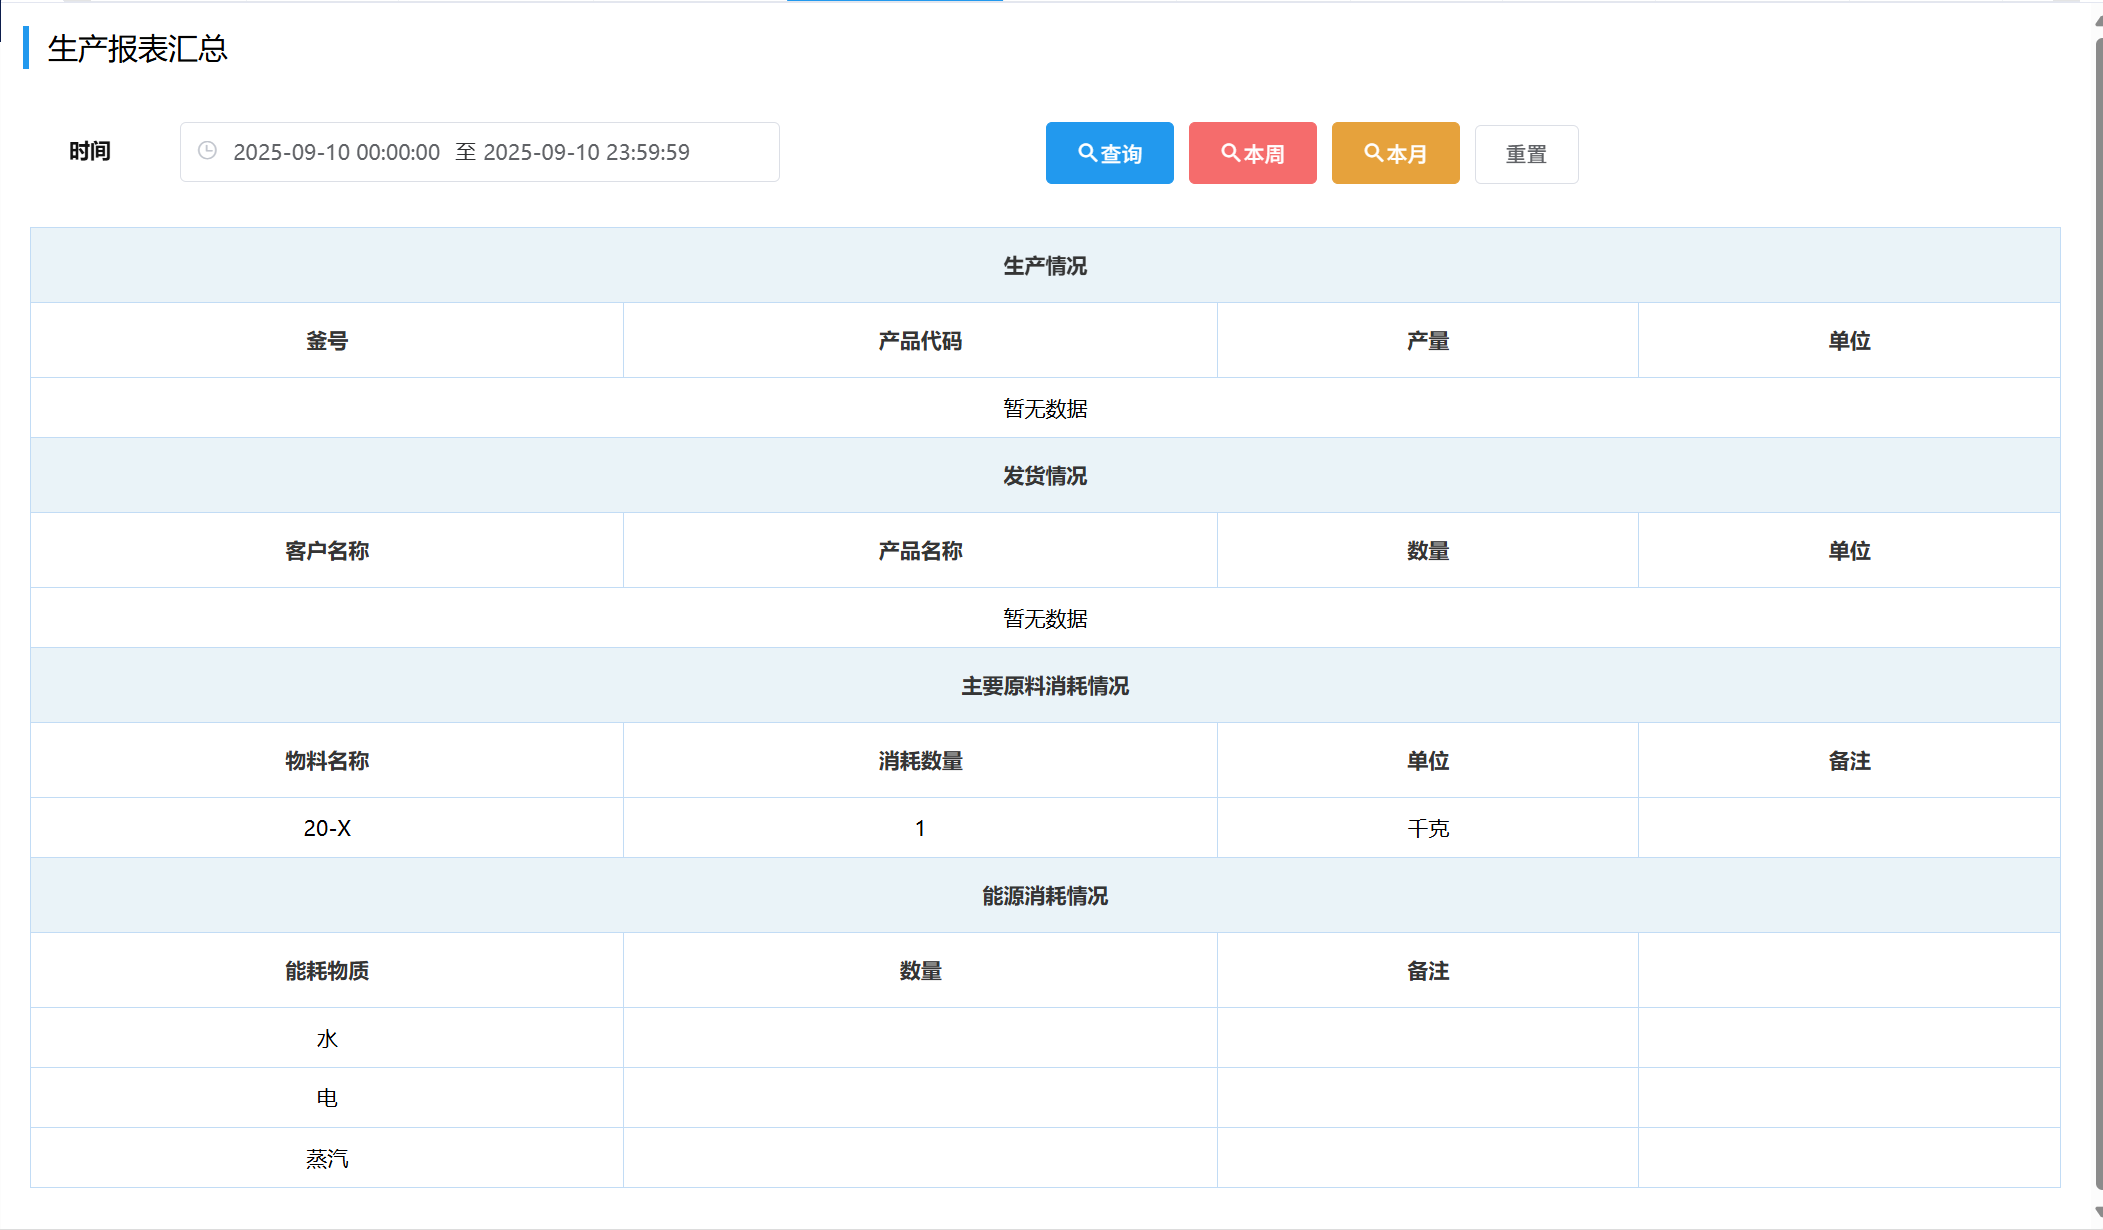 生产报表汇总
时间 2025-09-10 00:00:00 至 2025-09-10 23:59:59 查询 本周 本月 重置
生产情况
釜号 产品代码 产量 单位
暂无数据
发货情况
客户名称 产品名称 数量 单位
暂无数据
主要原料消耗情况
物料名称 消耗数量 单位 备注
20-X 1 千克
能源消耗情况
能耗物质 数量 备注
水
电
蒸汽